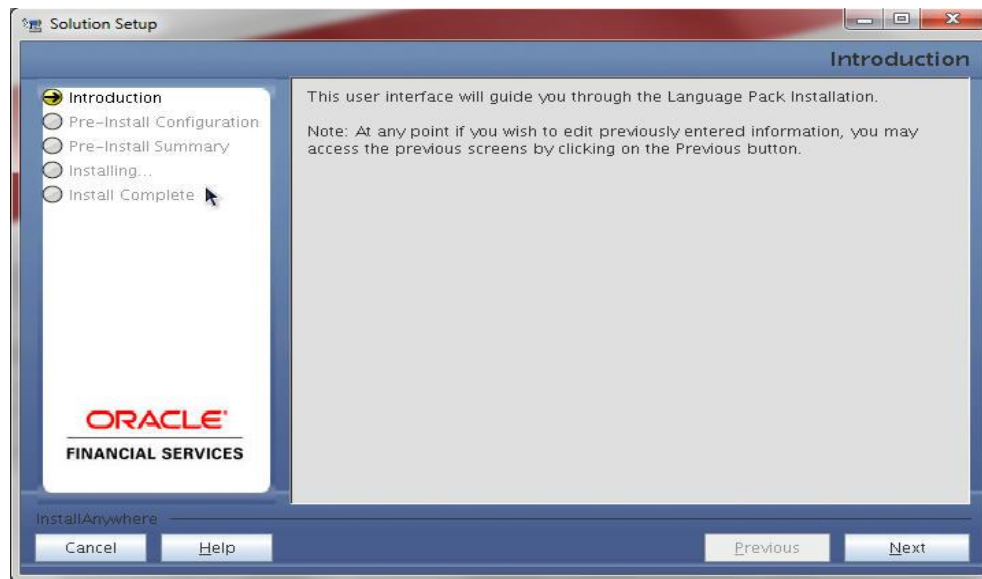 Solution Setup
Introduction
Introduction
Pre-Install Configuration
Pre-Install Summary
Installing...
Install Complete
This user interface will guide you through the Language Pack Installation.
Note: At any point if you wish to edit previously entered information, you may
access the previous screens by clicking on the Previous button.
ORACLE®
FINANCIAL SERVICES
InstallAnywhere
Cancel
Help
Previous
Next